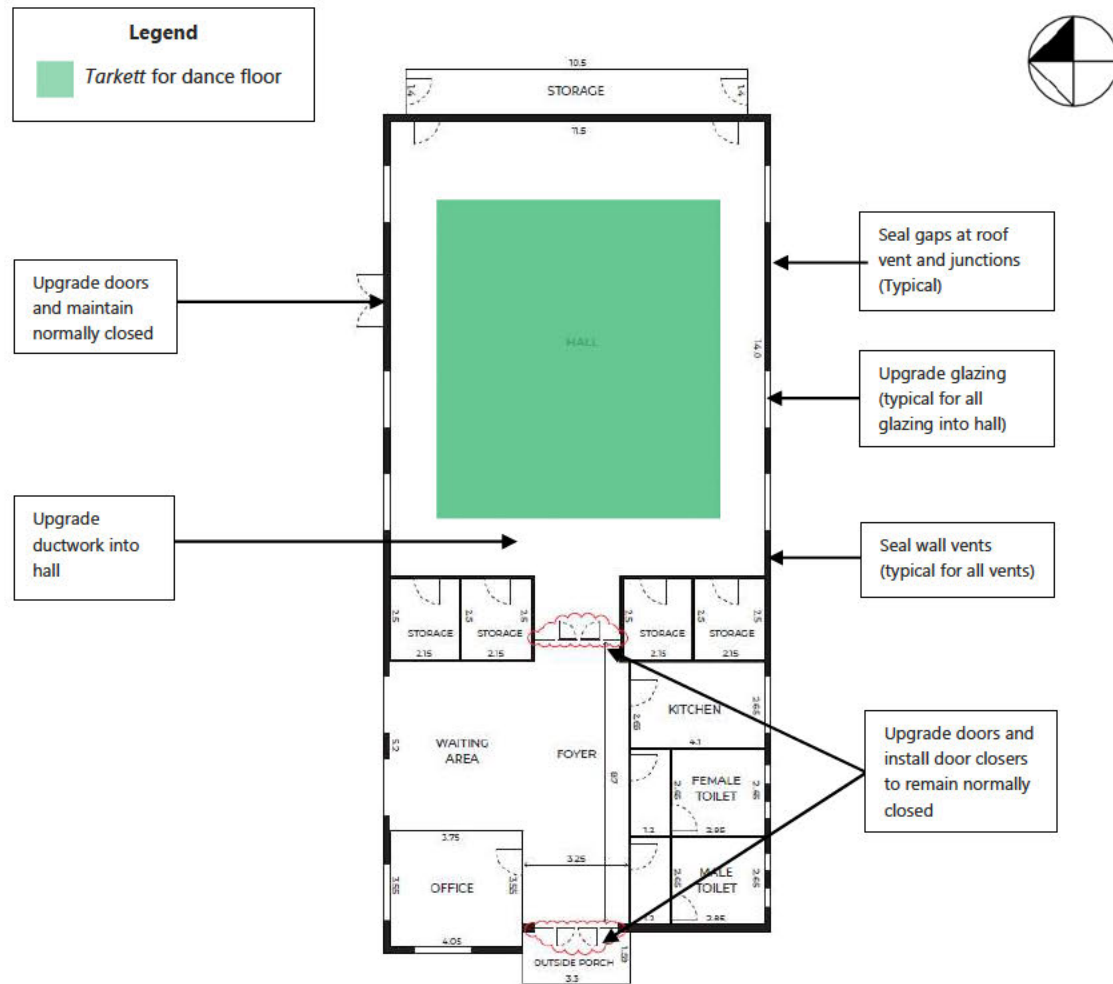 Legend
Tarkett for dance floor
10.5
1.4
STORAGE
1.4
11.5
Seal gaps at roof
vent and junctions
(Typical)
Upgrade doors
and maintain
normally closed
HALL
14.0
Upgrade glazing
(typical for all
glazing into hall)
Upgrade
ductwork into
hall
Seal wall vents
(typical for all vents)
2.5
STORAGE
2.15
2.5
STORAGE
2.15
2.5
2.5
STORAGE
2.15
2.5
STORAGE
2.15
2.5
KITCHEN
2.65
2.65
4.1
WAITING
AREA
5.2
FOYER
8.7
Upgrade doors and
install door closers
to remain normally
closed
FEMALE
TOILET
2.45
2.45
1.2
2.95
3.75
3.25
OFFICE
3.55
3.55
4.05
MALE
TOILET
2.65
2.65
1.2
2.95
OUTSIDE PORCH
1.59
3.3